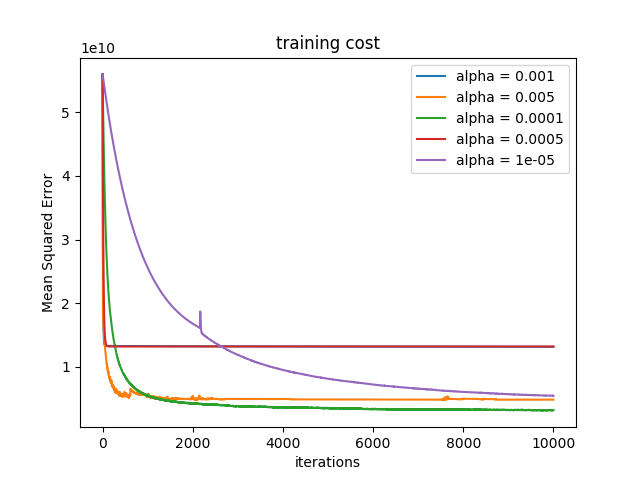 training cost
1e10
5
4
3
2
1
Mean Squared Error
0
2000
4000
6000
8000
10000
iterations
alpha = 0.001
alpha = 0.005
alpha = 0.0001
alpha = 0.0005
alpha = 1e-05